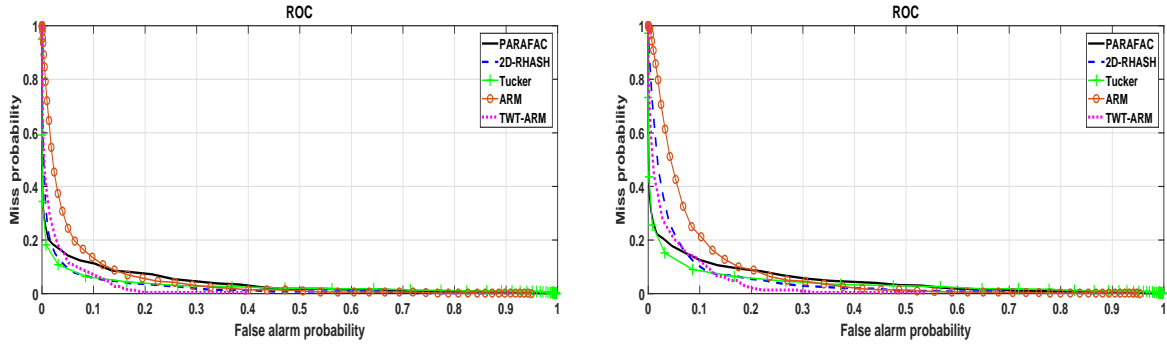 ROC
Miss probability
1
0.8
0.6
0.4
0.2
0
PARAFAC
2D-RHASH
Tucker
ARM
TWT-ARM
0 0.1 0.2 0.3 0.4 0.5 0.6 0.7 0.8 0.9 1
False alarm probability
ROC
Miss probability
1
0.8
0.6
0.4
0.2
0
PARAFAC
2D-RHASH
Tucker
ARM
TWT-ARM
0 0.1 0.2 0.3 0.4 0.5 0.6 0.7 0.8 0.9 1
False alarm probability